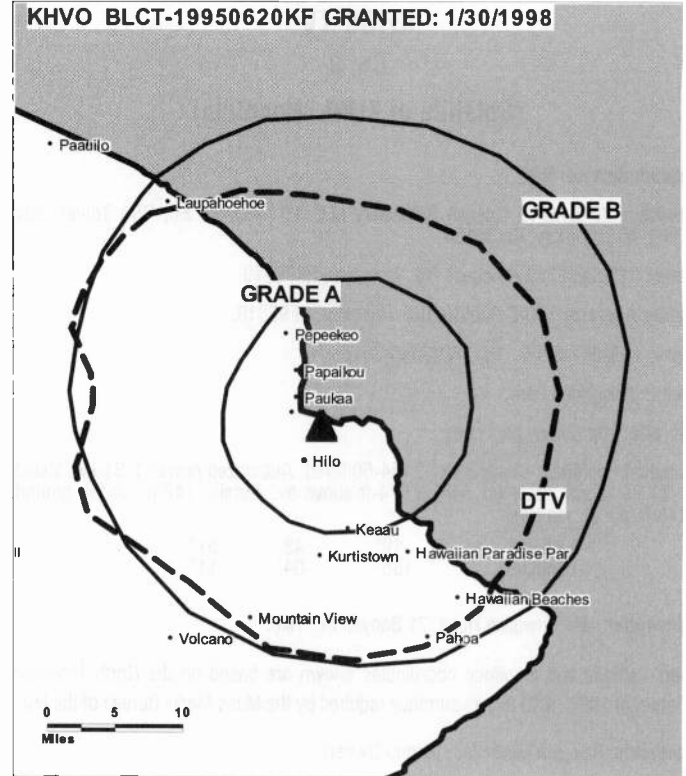 KHVO BLCT-19950620KF GRANTED: 1/30/1998
Paauilo
Laupahoehoe
GRADE B
GRADE A
Pepeekeo
Papaikou
Paukaa
Hilo
DTV
Keaau
Kurtistown
Hawaiian Paradise Par
Hawaiian Beaches
Mountain View
Volcano
Pahoa
0 5 10
Miles